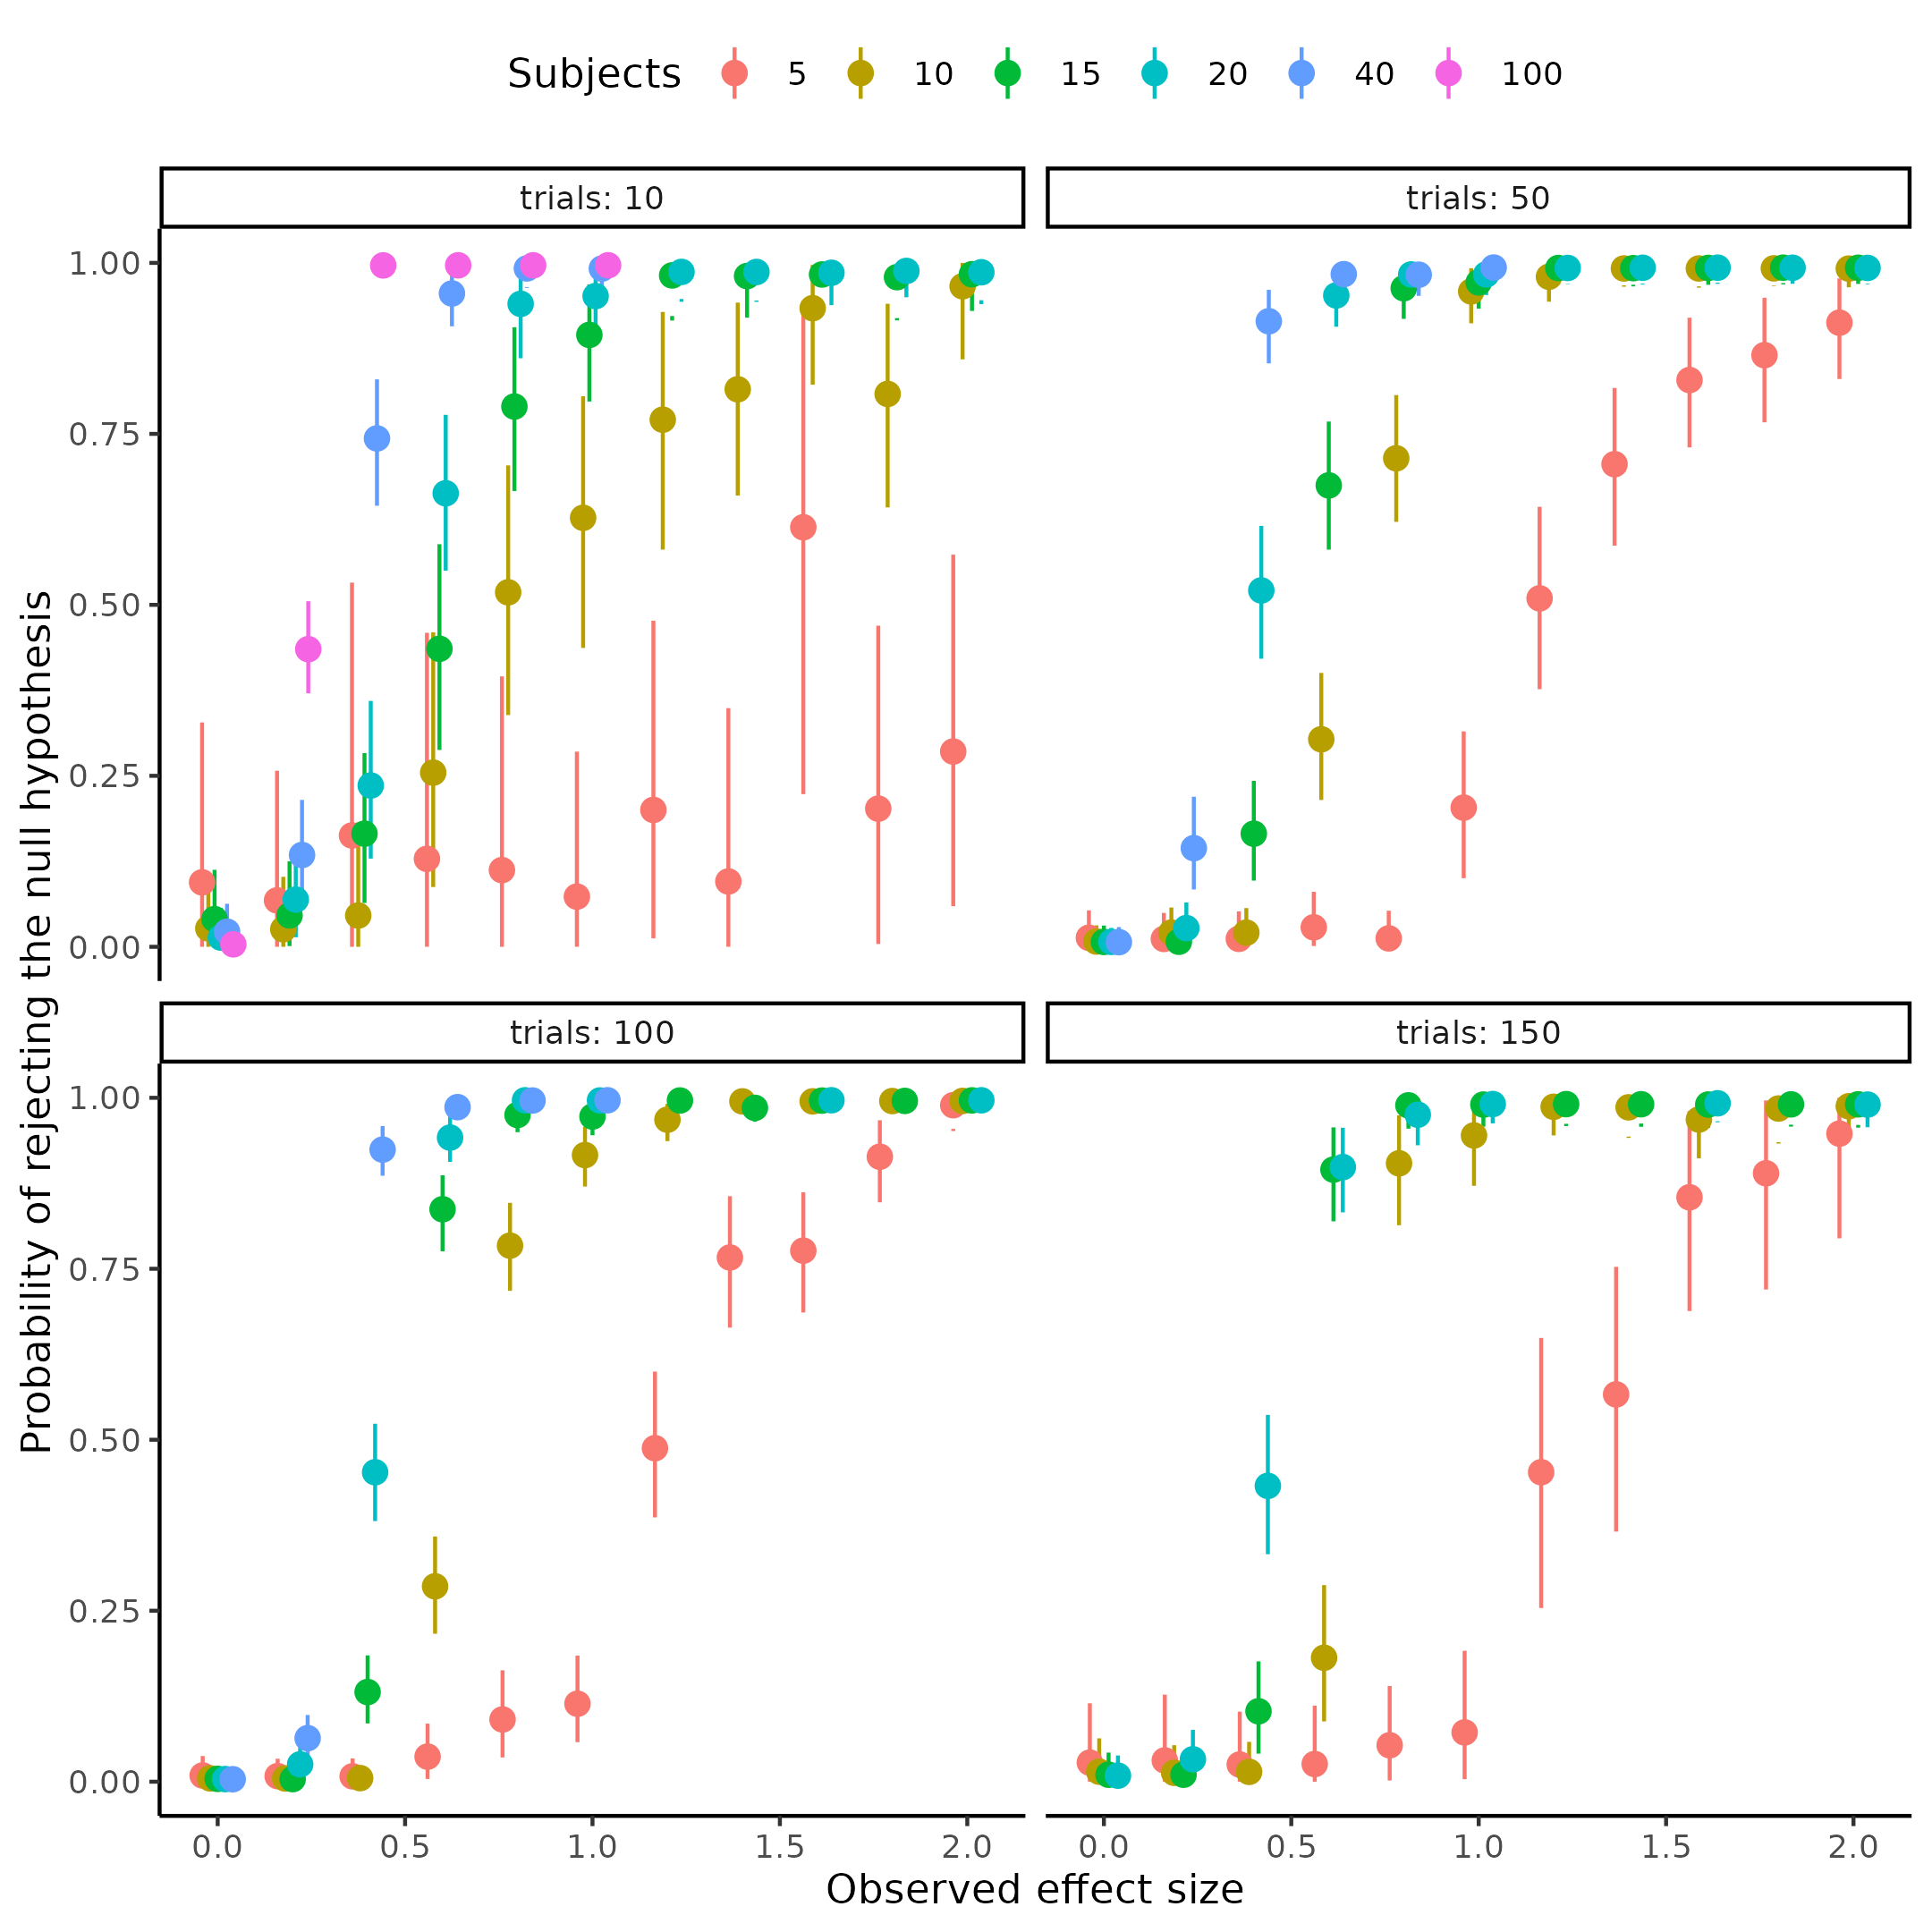 Subjects 5 10 15 20 40 100
trials: 10 trials: 50
1.00
0.75
0.50
0.25
0.00
Probability of rejecting the null hypothesis
trials: 100 trials: 150
1.00
0.75
0.50
0.25
0.00
0.0 0.5 1.0 1.5 2.0 0.0 0.5 1.0 1.5 2.0
Observed effect size